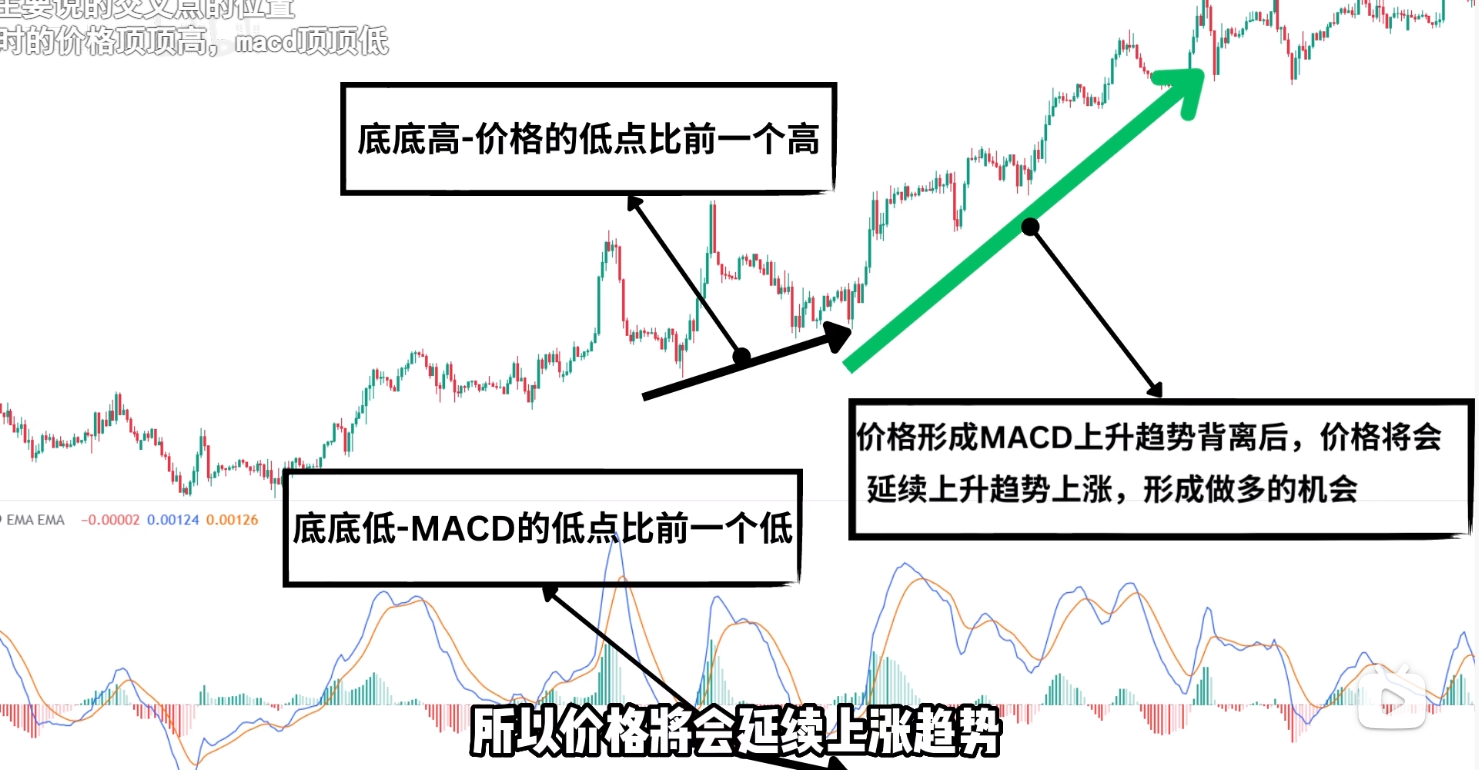 主要说的交叉点的位置
时的价格顶顶高，macd顶顶低
底底高-价格的低点比前一个高
价格形成MACD上升趋势背离后，价格将会
延续上升趋势上涨，形成做多的机会
EMA EMA -0.00002 0.00124 0.00126
底底低-MACD的低点比前一个低
所以价格將会延续上涨趋势